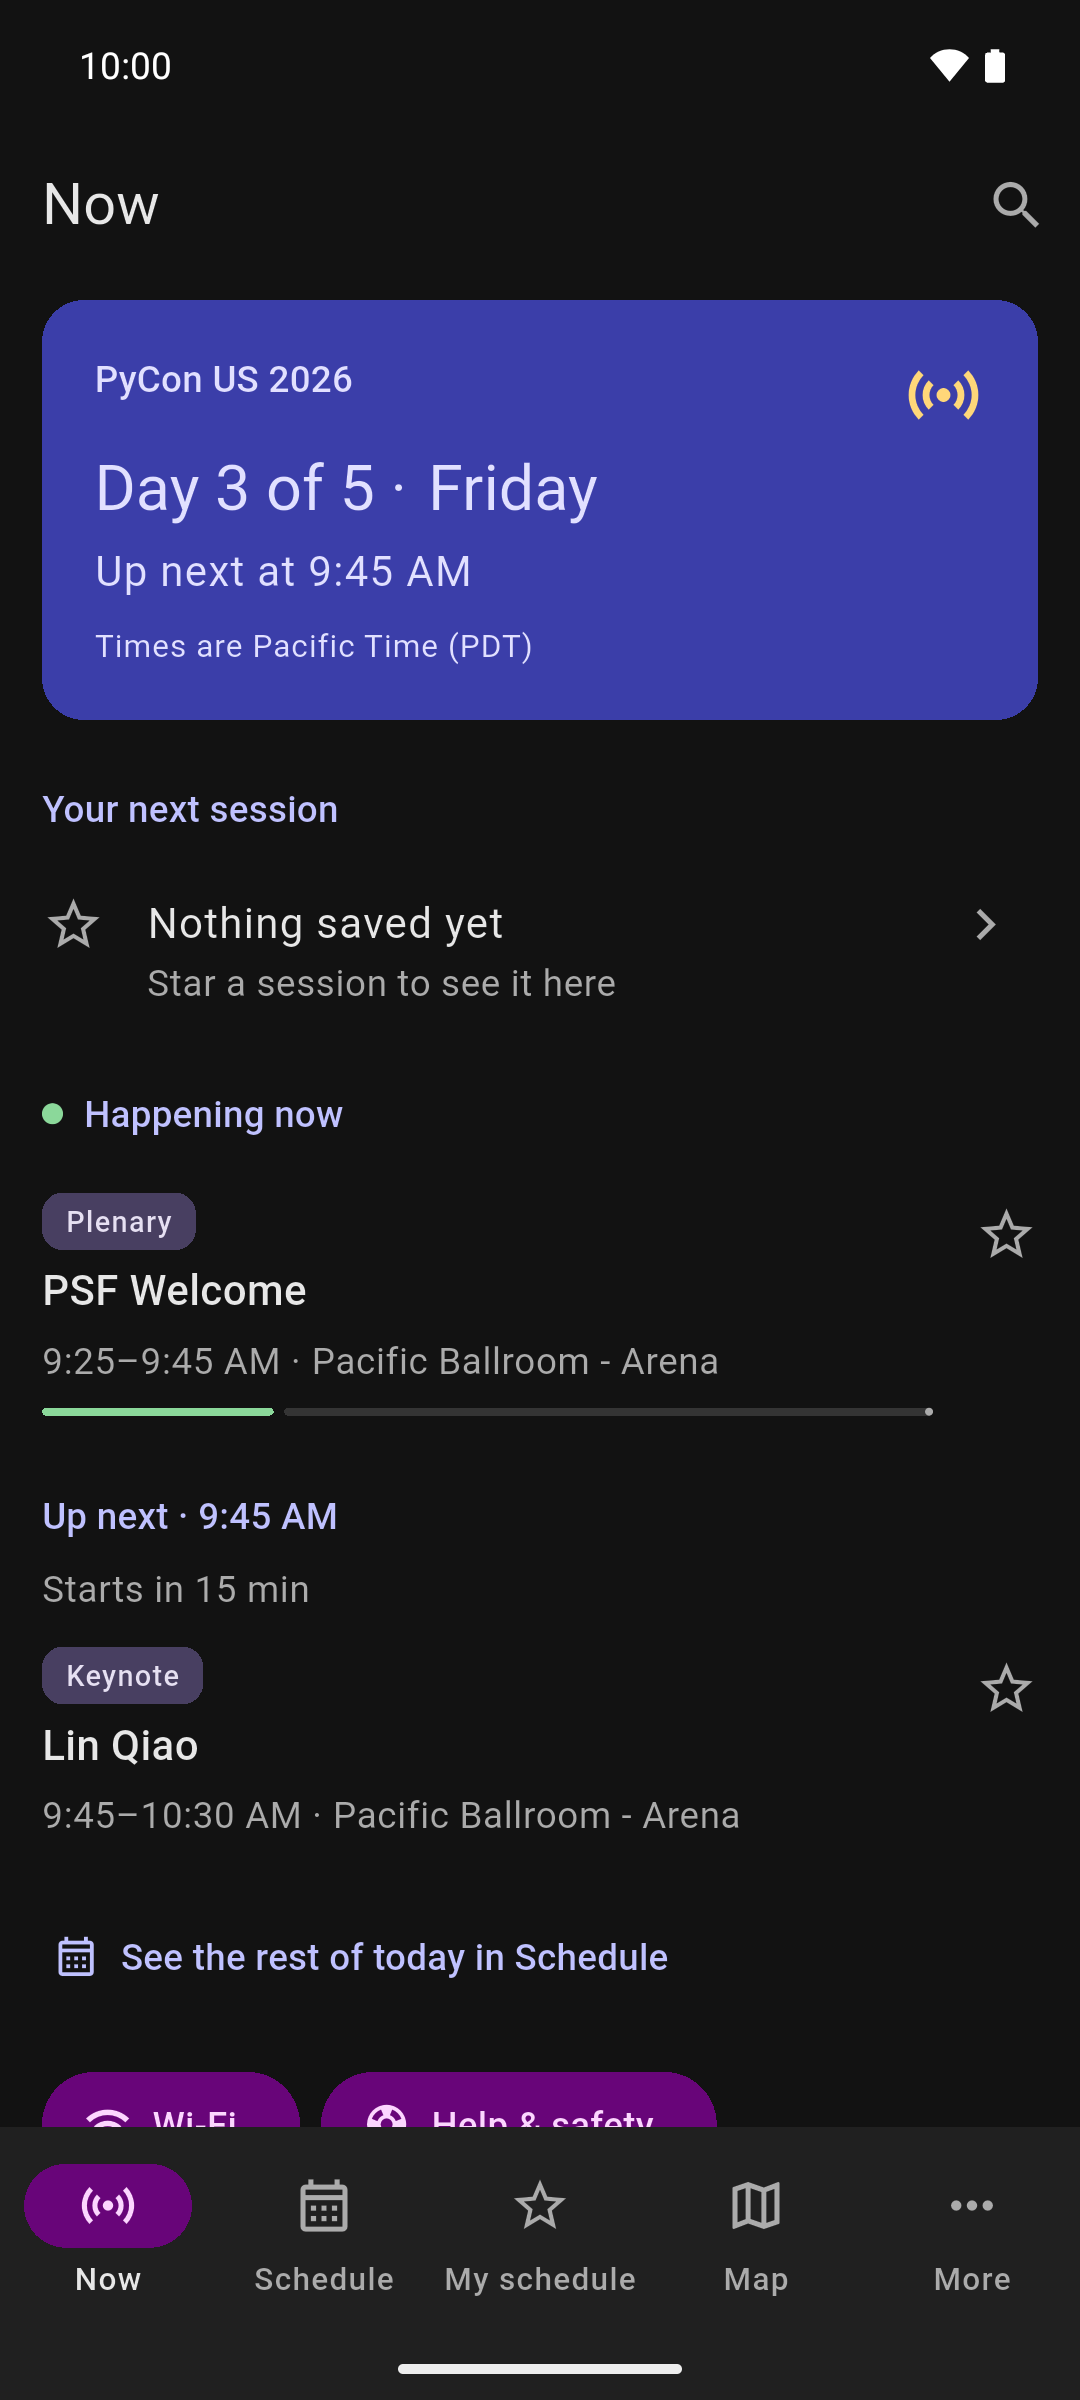 10:00
Now
PyCon US 2026
Day 3 of 5 · Friday
Up next at 9:45 AM
Times are Pacific Time (PDT)
Your next session
Nothing saved yet
Star a session to see it here
Happening now
Plenary
PSF Welcome
9:25–9:45 AM · Pacific Ballroom - Arena
Up next · 9:45 AM
Starts in 15 min
Keynote
Lin Qiao
9:45–10:30 AM · Pacific Ballroom - Arena
See the rest of today in Schedule
Wi-Fi
Help & safety
Now
Schedule
My schedule
Map
More